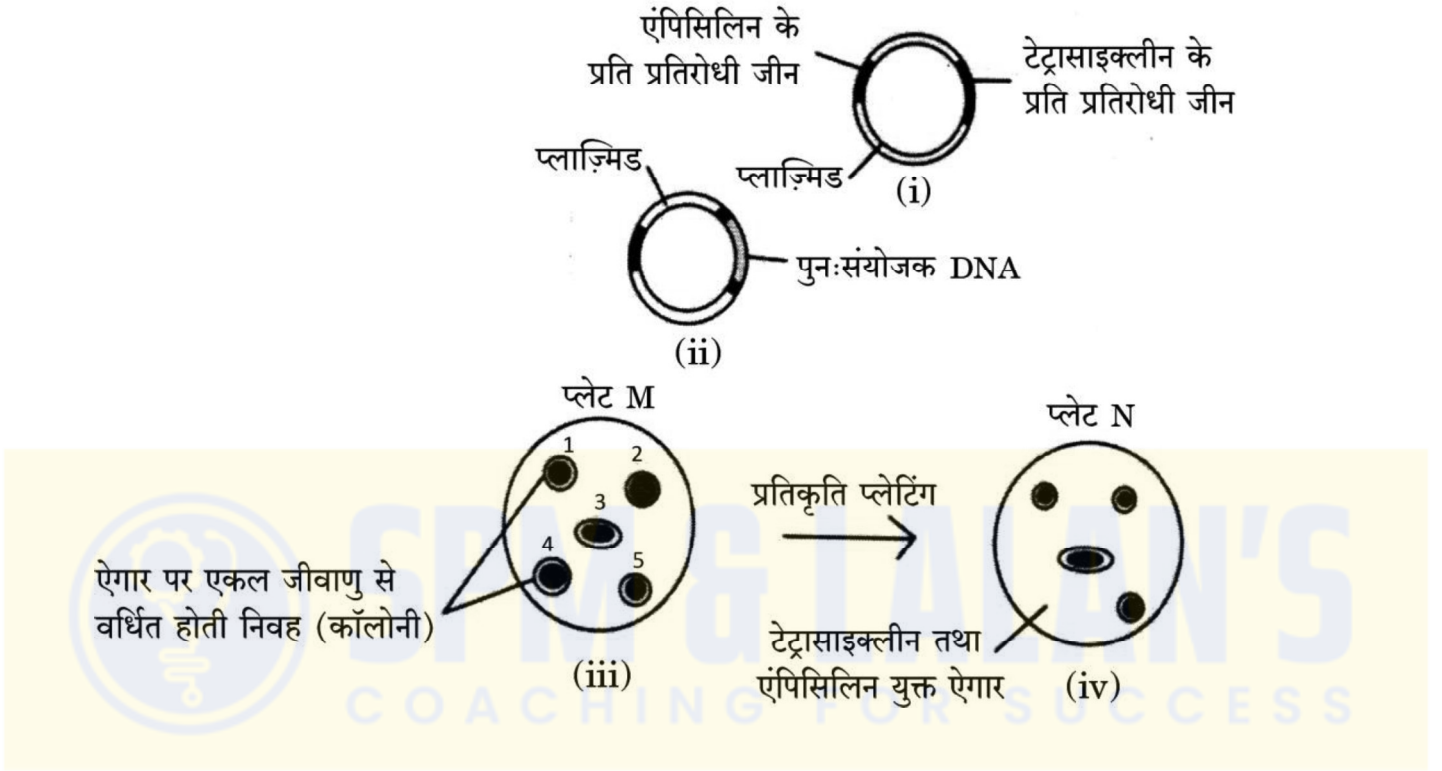 एंपिसिलिन के
प्रति प्रतिरोधी जीन
टेट्रासाइक्लीन के
प्रति प्रतिरोधी जीन
प्लाज़्मिड
(i)
प्लाज़्मिड
पुनःसंयोजक DNA
(ii)
प्लेट M
1
2
3
4
5
ऐगार पर एकल जीवाणु से
वर्धित होती निवह (कॉलोनी)
(iii)
प्रतिकृति प्लेटिंग
प्लेट N
टेट्रासाइक्लीन तथा
एंपिसिलिन युक्त ऐगार
(iv)
SPM & LALAN'S
COACHING FOR SUCCESS